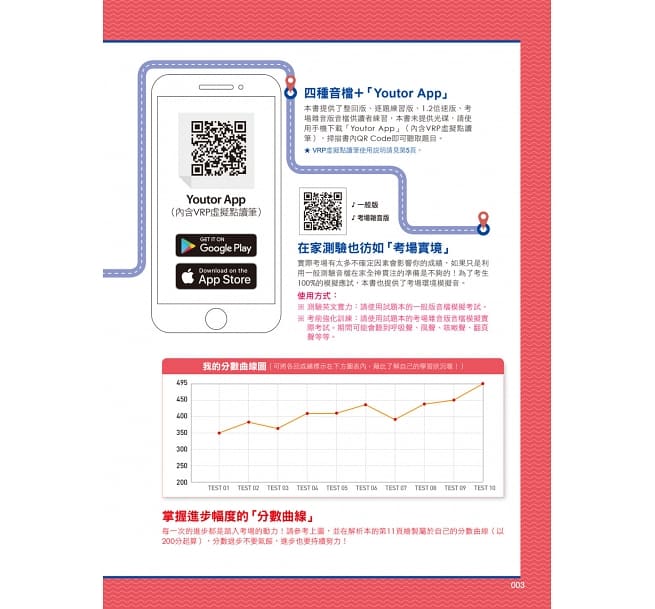 四種音檔＋「Youtor App」
本書提供了整回版、逐題練習版、1.2倍速版、考
場雜音版音檔供讀者練習，本書未提供光碟，請使
用手機下載「Youtor App」（內含VRP虛擬點讀
筆），掃描書內QR Code即可聽取題目。
★ VRP虛擬點讀筆使用說明請見第5頁。
Youtor App
（內含VRP虛擬點讀筆）
GET IT ON
Google Play
Download on the
App Store
♪ 一般版
♪ 考場雜音版
在家測驗也彷如「考場實境」
實際考場有太多不確定因素會影響你的成績，如果只是利
用一般測驗音檔在家全神貫注的準備是不夠的！為了考生
100%的模擬應試，本書也提供了考場環境模擬音。
使用方式：
※ 測驗英文實力：請使用試題本的一般版音檔模擬考試。
※ 考前強化訓練：請使用試題本的考場雜音版音檔模擬實
際考試。期間可能會聽到呼吸聲、風聲、咳嗽聲、翻頁
聲等等。
我的分數曲線圖（可將各回成績標示在下方圖表內，藉此了解自己的學習狀況喔！）
495
450
400
350
300
250
200
TEST 01 TEST 02 TEST 03 TEST 04 TEST 05 TEST 06 TEST 07 TEST 08 TEST 09 TEST 10
掌握進步幅度的「分數曲線」
每一次的進步都是踏入考場的動力！請參考上圖，並在解析本的第11頁繪製屬於自己的分數曲線（以
200分起算），分數退步不要氣餒，進步也要持續努力！
003